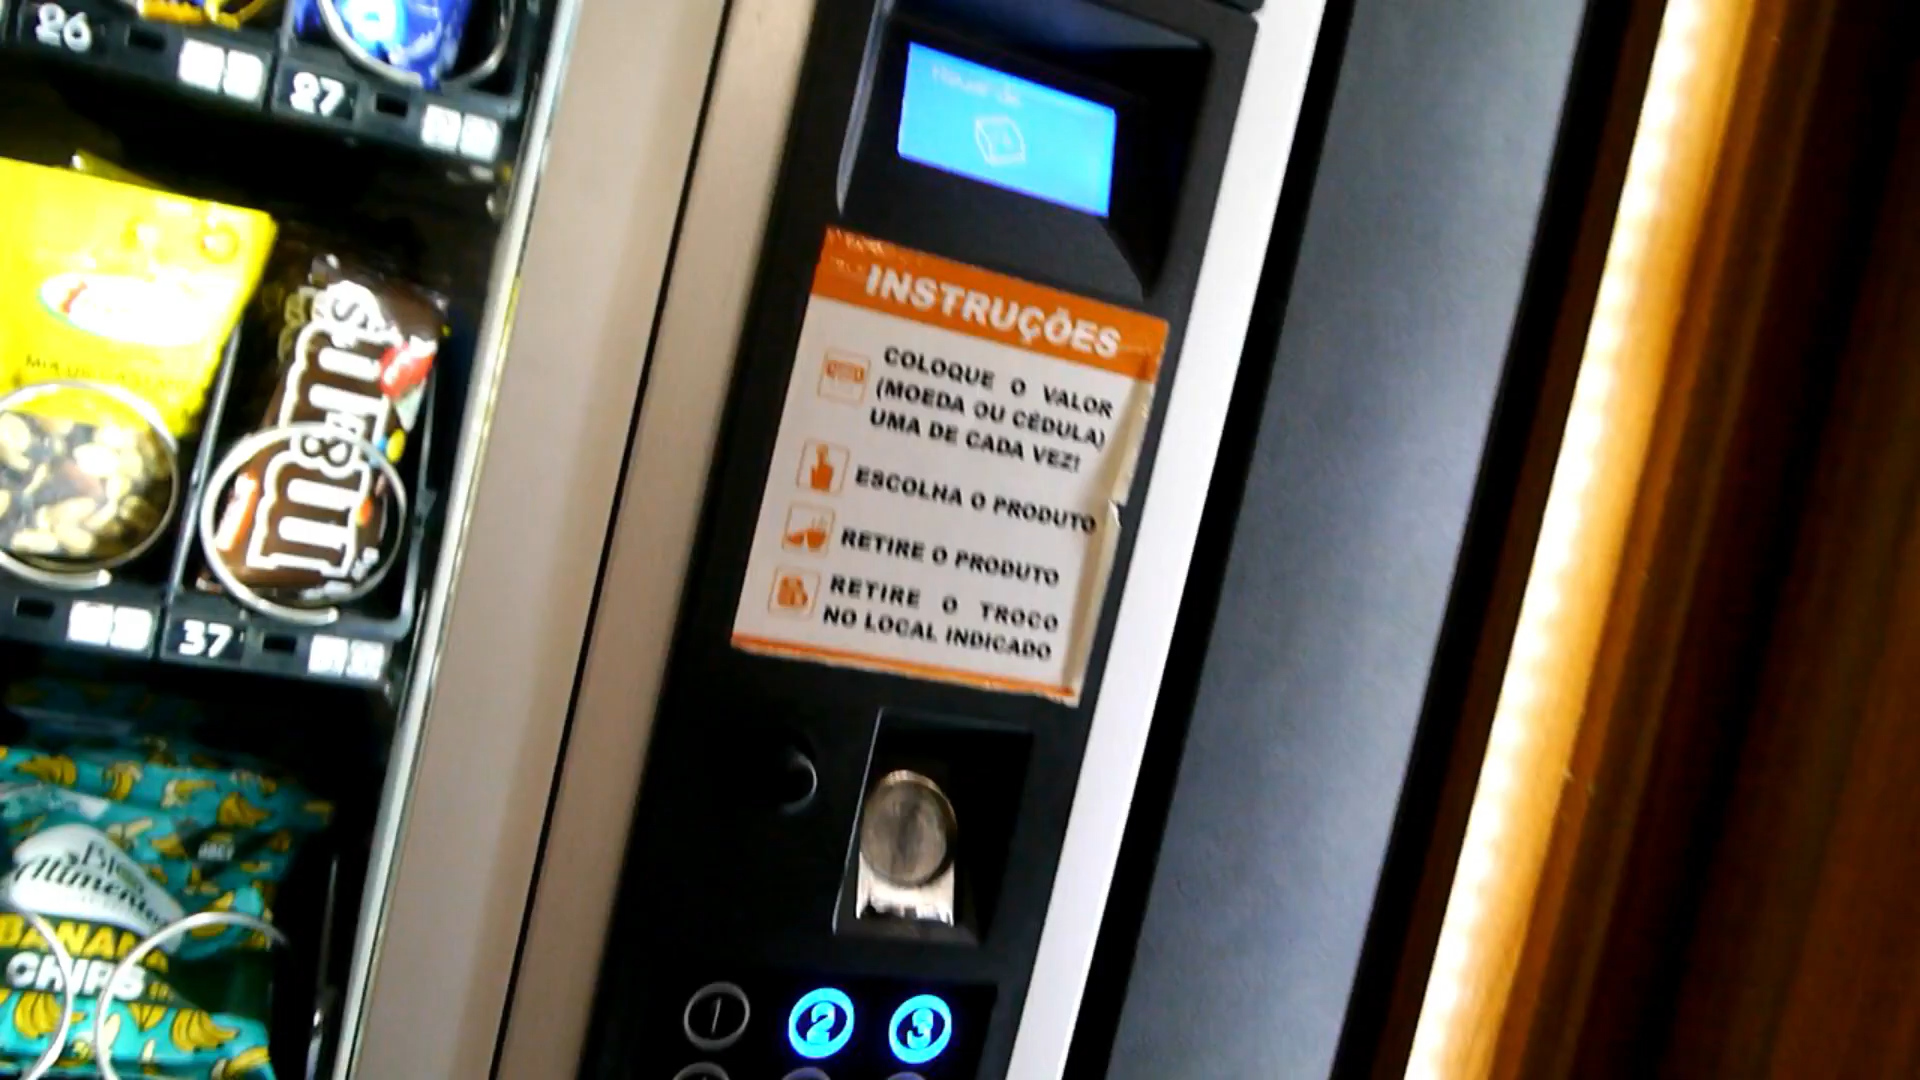 26
27
m&m's
37
INSTRUÇÕES
COLOQUE O VALOR
(MOEDA OU CÉDULA)
UMA DE CADA VEZ!
ESCOLHA O PRODUTO
RETIRE O PRODUTO
RETIRE O TROCO
NO LOCAL INDICADO
BANANA
CHIPS
1
2
3